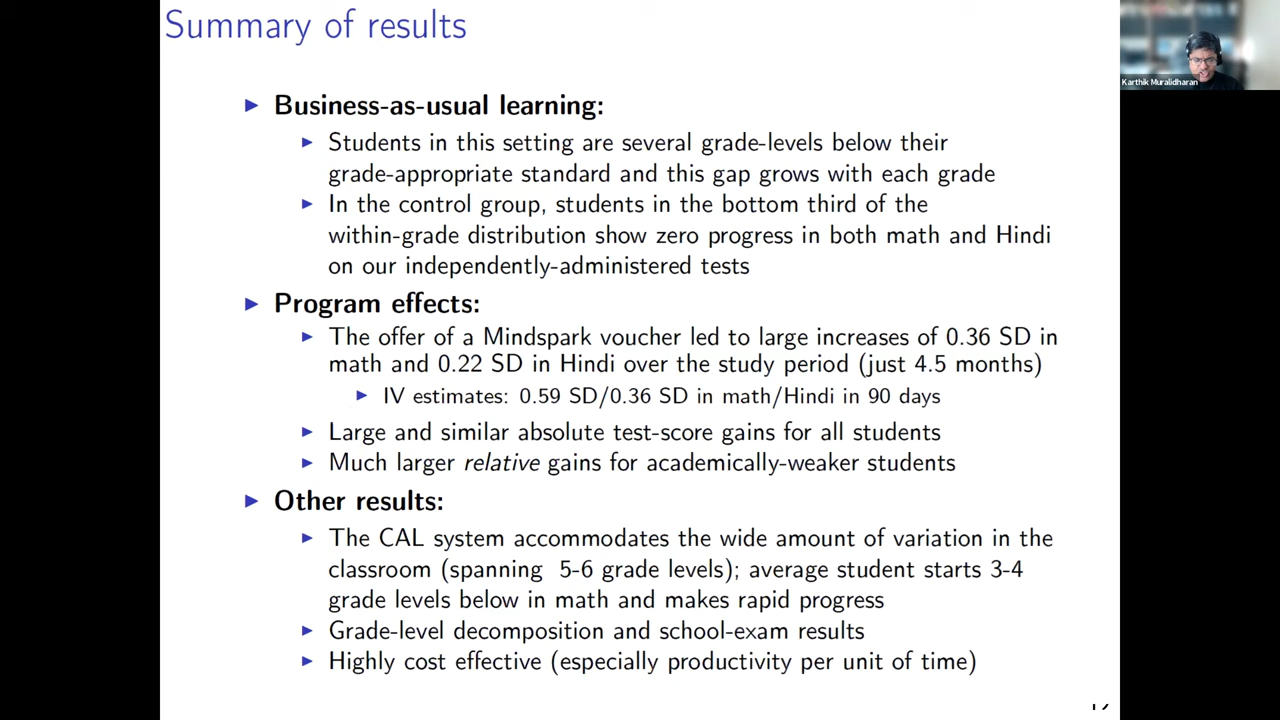 Summary of results
Karthik Muralidharan
Business-as-usual learning:
Students in this setting are several grade-levels below their
grade-appropriate standard and this gap grows with each grade
In the control group, students in the bottom third of the
within-grade distribution show zero progress in both math and Hindi
on our independently-administered tests
Program effects:
The offer of a Mindspark voucher led to large increases of 0.36 SD in
math and 0.22 SD in Hindi over the study period (just 4.5 months)
IV estimates: 0.59 SD/0.36 SD in math/Hindi in 90 days
Large and similar absolute test-score gains for all students
Much larger relative gains for academically-weaker students
Other results:
The CAL system accommodates the wide amount of variation in the
classroom (spanning 5-6 grade levels); average student starts 3-4
grade levels below in math and makes rapid progress
Grade-level decomposition and school-exam results
Highly cost effective (especially productivity per unit of time)